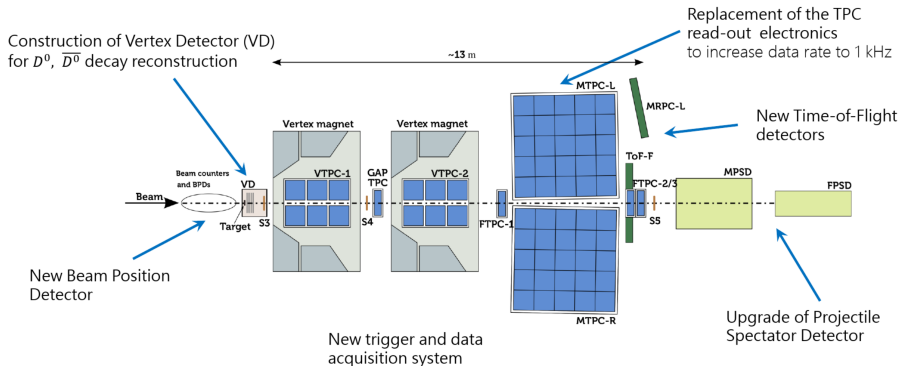 Construction of Vertex Detector (VD)
for D⁰, D̅⁰ decay reconstruction
Replacement of the TPC
read-out electronics
to increase data rate to 1 kHz
~13 m
MTPC-L
MRPC-L
New Time-of-Flight
detectors
Vertex magnet
Vertex magnet
ToF-F
Beam counters
and BPDs
VD
VTPC-1
GAP
TPC
VTPC-2
FTPC-2/3
MPSD
FPSD
Beam
Target
S3
S4
FTPC-1
S5
New Beam Position
Detector
MTPC-R
Upgrade of Projectile
Spectator Detector
New trigger and data
acquisition system